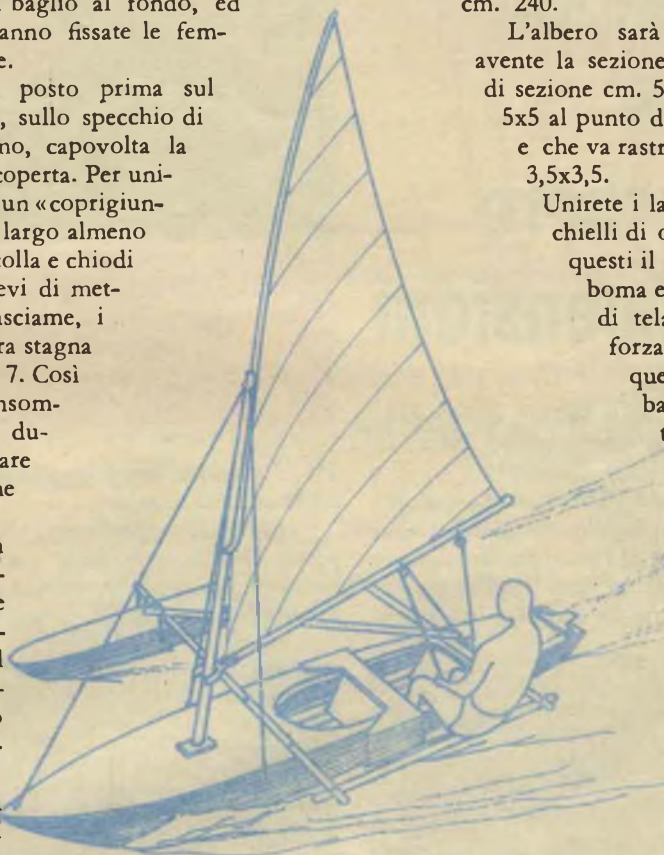 baglio al fondo, ed
anno fissate le fem-
e.
posto prima sul
, sullo specchio di
mo, capovolta la
coperta. Per uni-
un «coprigiun-
largo almeno
colla e chiodi
evi di met-
asciame, i
ra stagna
7. Così
nsom-
du-
are
ne
cm. 240.
L'albero sarà
avente la sezione
di sezione cm. 5
5x5 al punto d
e che va rastr
3,5x3,5.
Unirete i la
chielli di o
questi il
boma e
di tela
forza
que
ba
t